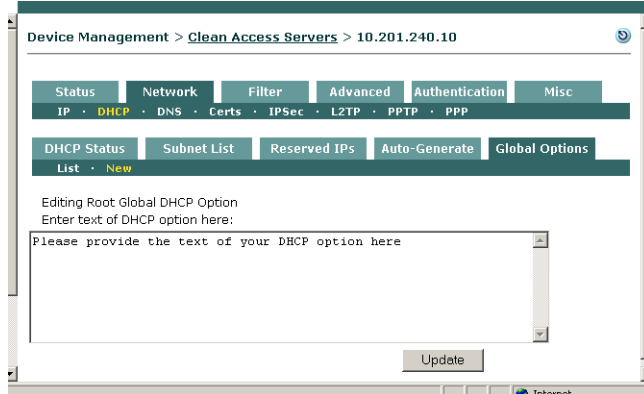 Device Management > Clean Access Servers > 10.201.240.10
Status Network Filter Advanced Authentication Misc
IP · DHCP · DNS · Certs · IPSec · L2TP · PPTP · PPP
DHCP Status Subnet List Reserved IPs Auto-Generate Global Options
List · New
Editing Root Global DHCP Option
Enter text of DHCP option here:
Please provide the text of your DHCP option here
Update
Internet